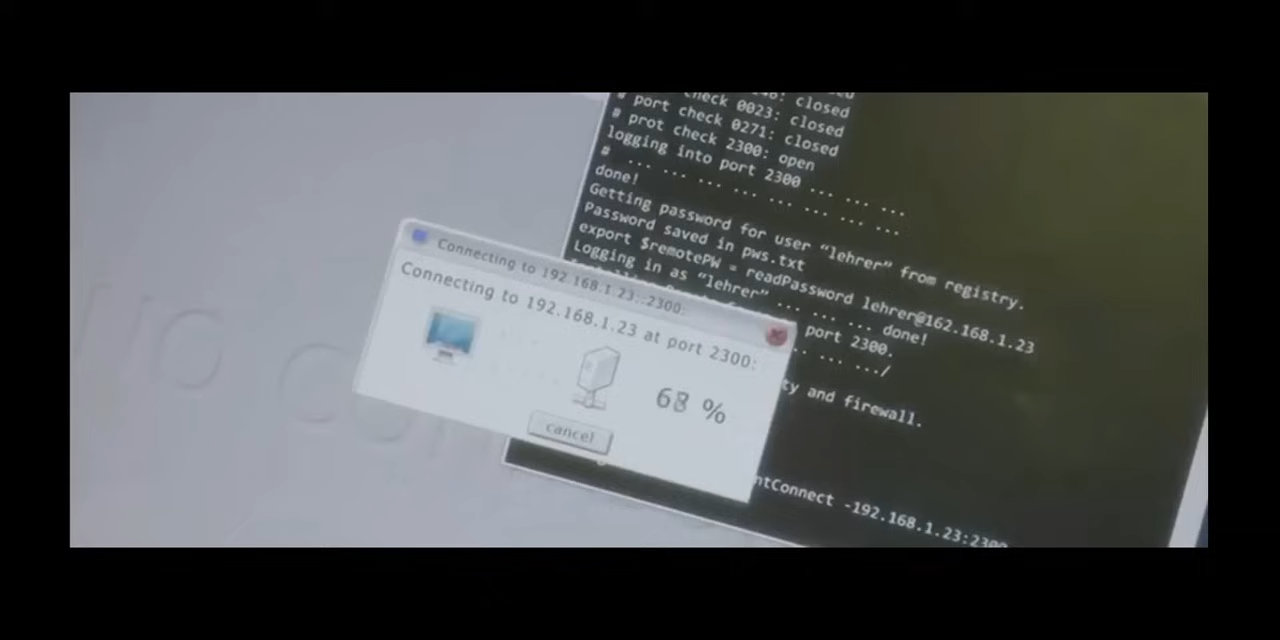 closed
check 0023: closed
# port check 0271: closed
# prot check 2300: open
logging into port 2300
# ... ... ... ... ... ... ...
... ... ... ... ... ... ...
done!
Getting password for user “lehrer” from registry.
Password saved in pws.txt
export $remotePW = readPassword lehrer@162.168.1.23
Logging in as “lehrer” ... ... ... done!
port 2300.
.. ... .../
ty and firewall.
ntConnect -192.168.1.23:2300
Connecting to 192.168.1.23::2300:
Connecting to 192.168.1.23 at port 2300:
68 %
cancel